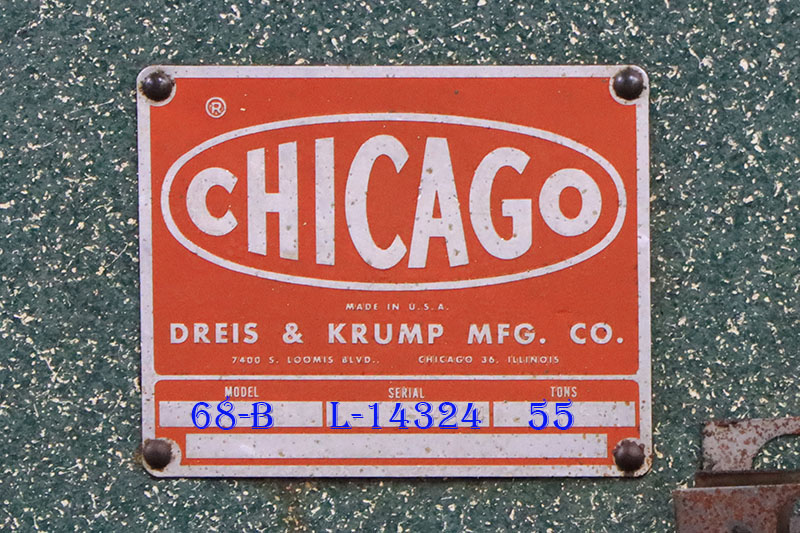 ®
CHICAGO
MADE IN U.S.A.
DREIS & KRUMP MFG. CO.
7400 S. LOOMIS BLVD., CHICAGO 36, ILLINOIS
MODEL SERIAL TONS
68-B L-14324 55